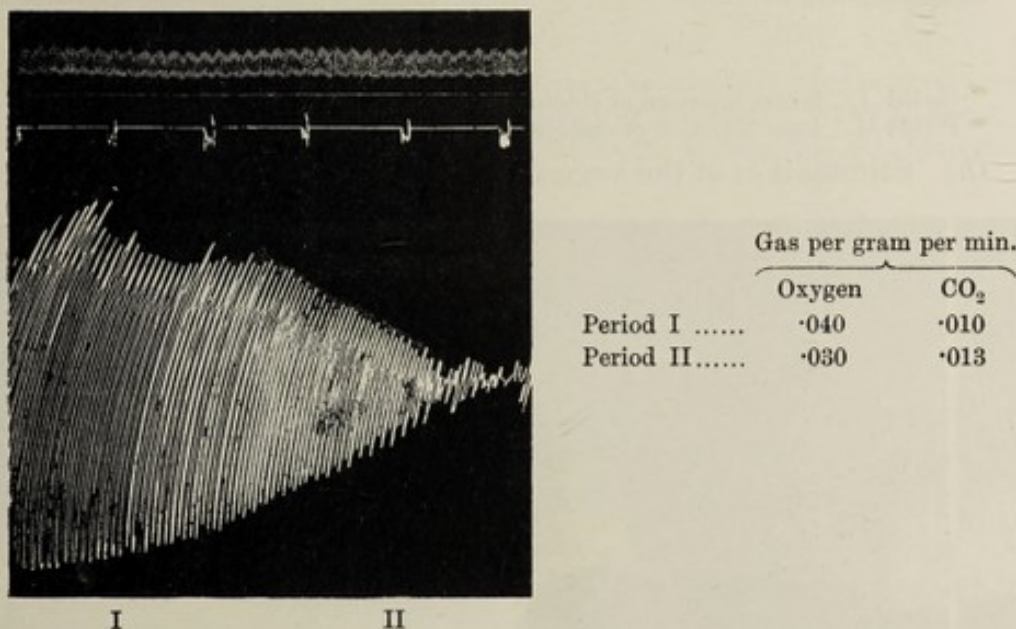 Gas per gram per min.
Oxygen CO₂
Period I ...... ·040 ·010
Period II...... ·030 ·013
I II